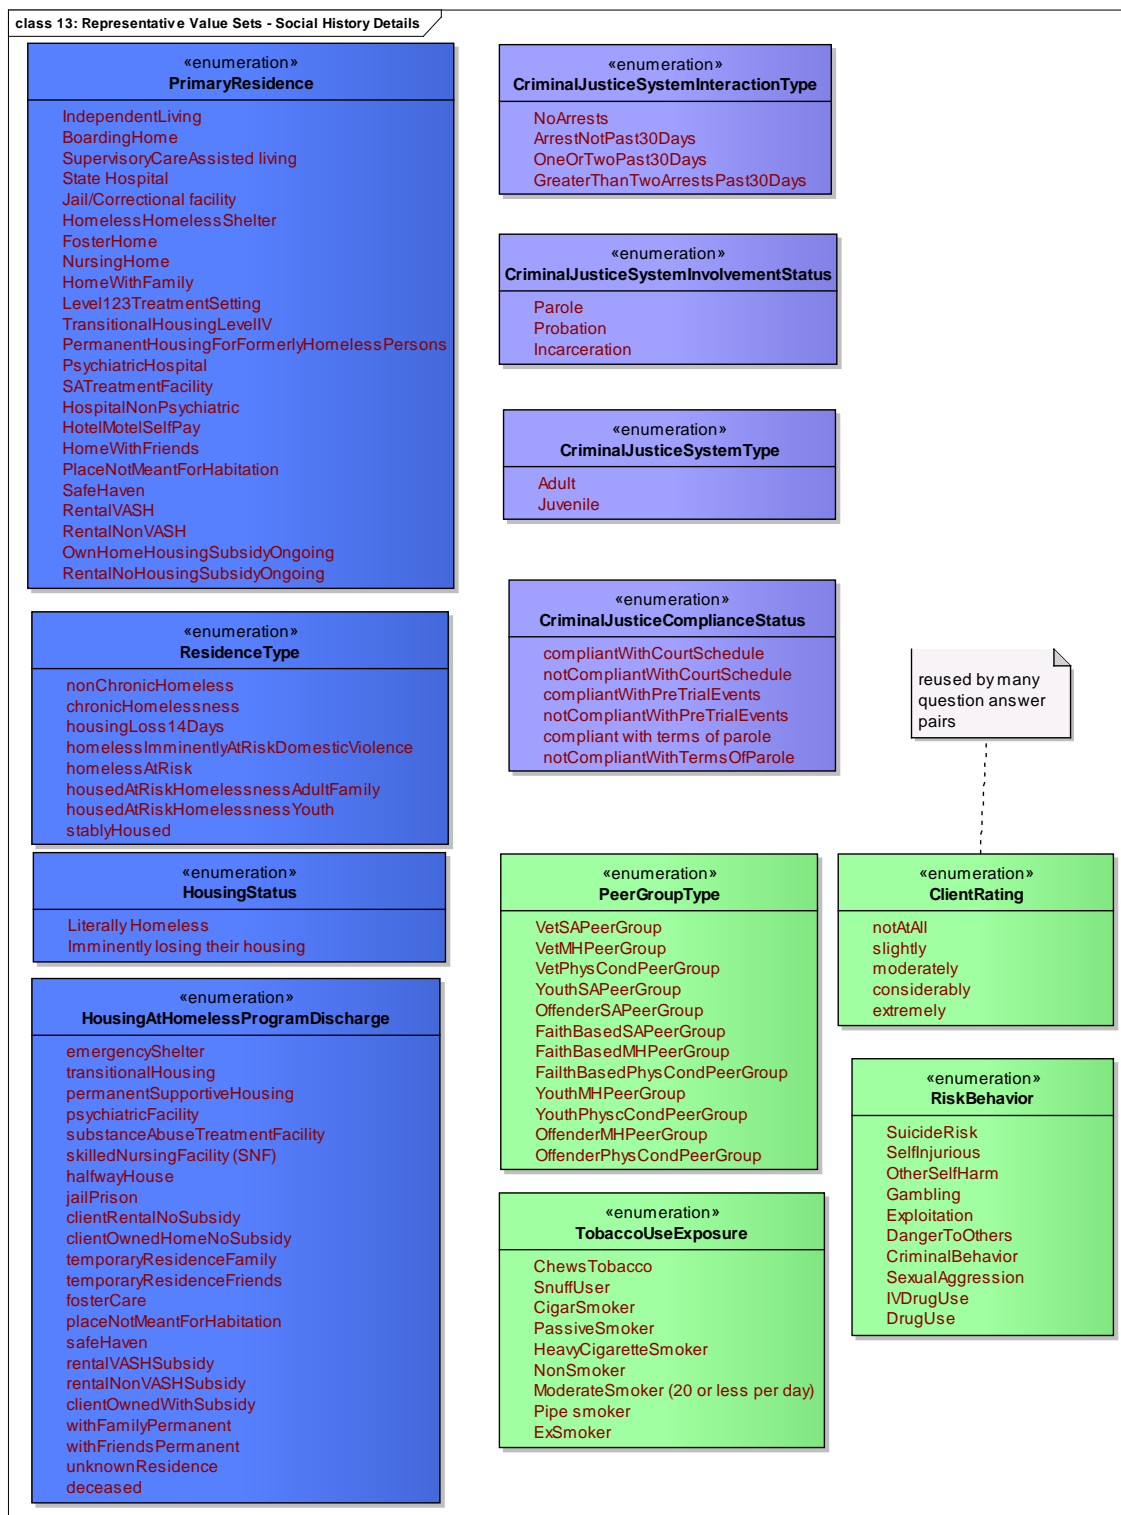 class 13: Representative Value Sets - Social History Details
«enumeration»
PrimaryResidence
IndependentLiving
BoardingHome
SupervisoryCareAssisted living
State Hospital
Jail/Correctional facility
HomelessHomelessShelter
FosterHome
NursingHome
HomeWithFamily
Level123TreatmentSetting
TransitionalHousingLevelIV
PermanentHousingForFormerlyHomelessPersons
PsychiatricHospital
SATreatmentFacility
HospitalNonPsychiatric
HotelMotelSelfPay
HomeWithFriends
PlaceNotMeantForHabitation
SafeHaven
RentalVASH
RentalNonVASH
OwnHomeHousingSubsidyOngoing
RentalNoHousingSubsidyOngoing
«enumeration»
ResidenceType
nonChronicHomeless
chronicHomelessness
housingLoss14Days
homelessImminentlyAtRiskDomesticViolence
homelessAtRisk
housedAtRiskHomelessnessAdultFamily
housedAtRiskHomelessnessYouth
stablyHoused
«enumeration»
HousingStatus
Literally Homeless
Imminently losing their housing
«enumeration»
HousingAtHomelessProgramDischarge
emergencyShelter
transitionalHousing
permanentSupportiveHousing
psychiatricFacility
substanceAbuseTreatmentFacility
skilledNursingFacility (SNF)
halfwayHouse
jailPrison
clientRentalNoSubsidy
clientOwnedHomeNoSubsidy
temporaryResidenceFamily
temporaryResidenceFriends
fosterCare
placeNotMeantForHabitation
safeHaven
rentalVASHSubsidy
rentalNonVASHSubsidy
clientOwnedWithSubsidy
withFamilyPermanent
withFriendsPermanent
unknownResidence
deceased
«enumeration»
CriminalJusticeSystemInteractionType
NoArrests
ArrestNotPast30Days
OneOrTwoPast30Days
GreaterThanTwoArrestsPast30Days
«enumeration»
CriminalJusticeSystemInvolvementStatus
Parole
Probation
Incarceration
«enumeration»
CriminalJusticeSystemType
Adult
Juvenile
«enumeration»
CriminalJusticeComplianceStatus
compliantWithCourtSchedule
notCompliantWithCourtSchedule
compliantWithPreTrialEvents
notCompliantWithPreTrialEvents
compliant with terms of parole
notCompliantWithTermsOfParole
reused by many
question answer
pairs
«enumeration»
PeerGroupType
VetSAPeerGroup
VetMHPeerGroup
VetPhysCondPeerGroup
YouthSAPeerGroup
OffenderSAPeerGroup
FaithBasedSAPeerGroup
FaithBasedMHPeerGroup
FailthBasedPhysCondPeerGroup
YouthMHPeerGroup
YouthPhyscCondPeerGroup
OffenderMHPeerGroup
OffenderPhysCondPeerGroup
«enumeration»
ClientRating
notAtAll
slightly
moderately
considerably
extremely
«enumeration»
RiskBehavior
SuicideRisk
SelfInjurious
OtherSelfHarm
Gambling
Exploitation
DangerToOthers
CriminalBehavior
SexualAggression
IVDrugUse
DrugUse
«enumeration»
TobaccoUseExposure
ChewsTobacco
SnuffUser
CigarSmoker
PassiveSmoker
HeavyCigaretteSmoker
NonSmoker
ModerateSmoker (20 or less per day)
Pipe smoker
ExSmoker